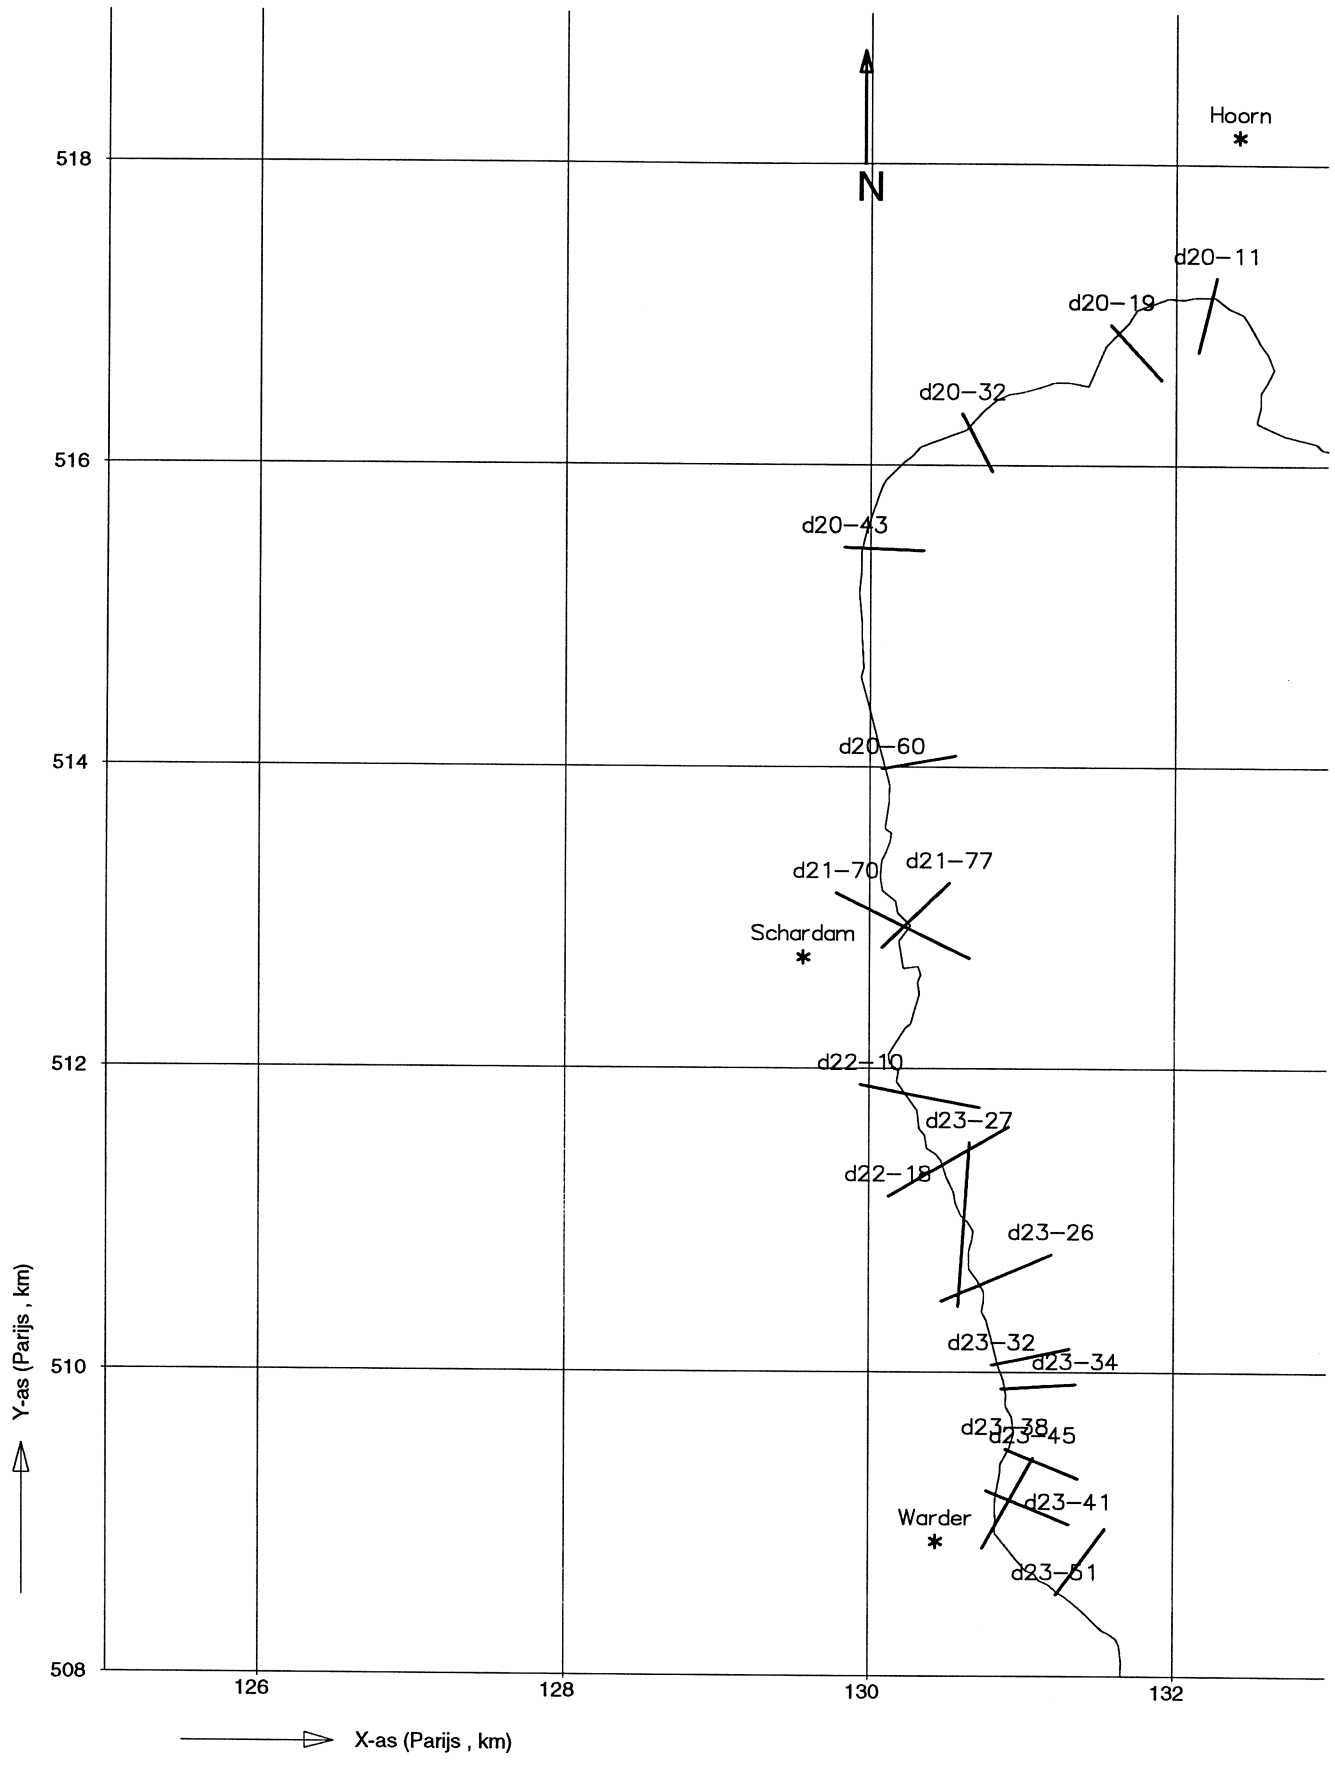 Hoorn
*
518
N
d20-11
d20-19
d20-32
516
d20-43
514
d20-60
d21-77
d21-70
Schardam
*
512
d22-10
d23-27
d22-18
d23-26
d23-32
d23-34
510
d23-38
d23-45
d23-41
Warder
*
d23-51
508
126
128
130
132
X-as (Parijs , km)
Y-as (Parijs , km)